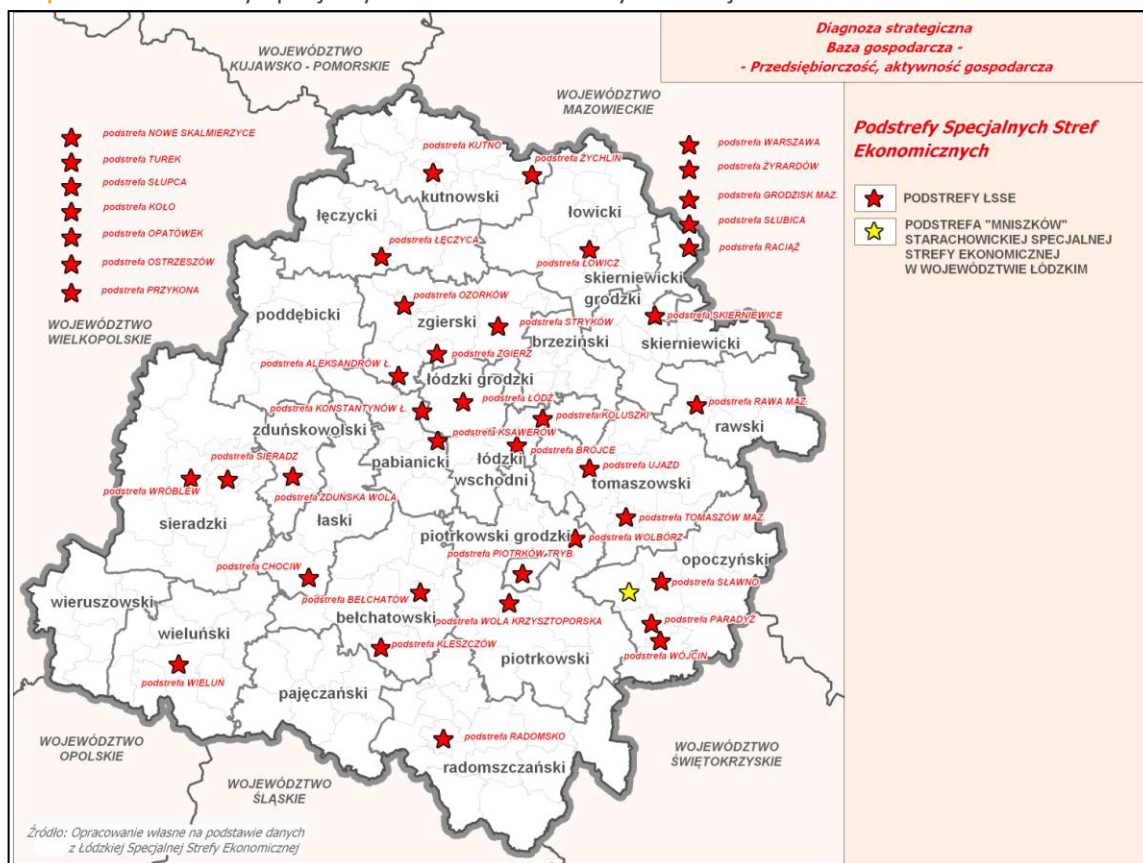 Diagnoza strategiczna
Baza gospodarcza -
- Przedsiębiorczość, aktywność gospodarcza
WOJEWÓDZTWO
KUJAWSKO - POMORSKIE
WOJEWÓDZTWO
MAZOWIECKIE
podstrefa NOWE SKALMIERZYCE
podstrefa TUREK
podstrefa SŁUPCA
podstrefa KOŁO
podstrefa OPATÓWEK
podstrefa OSTRZESZÓW
podstrefa PRZYKONA
WOJEWÓDZTWO
WIELKOPOLSKIE
podstrefa WARSZAWA
podstrefa ŻYRARDÓW
podstrefa GRODZISK MAZ.
podstrefa SŁUBICA
podstrefa RACIĄŻ
Podstrefy Specjalnych Stref
Ekonomicznych
PODSTREFY ŁSSE
PODSTREFA "MNISZKÓW"
STARACHOWICKIEJ SPECJALNEJ
STREFY EKONOMICZNEJ
W WOJEWÓDZTWIE ŁÓDZKIM
podstrefa KUTNO
podstrefa ŻYCHLIN
kutnowski
łęczycki
łowicki
podstrefa ŁĘCZYCA
podstrefa ŁOWICZ
skierniewicki
grodzki
podstrefa OZORKÓW
poddębicki
zgierski
podstrefa STRYKÓW
podstrefa SKIERNIEWICE
brzeziński
skierniewicki
podstrefa ZGIERZ
podstrefa ALEKSANDRÓW Ł.
łódzki grodzki
podstrefa ŁÓDŹ
podstrefa RAWA MAZ.
podstrefa KONSTANTYNÓW Ł.
podstrefa KOLUSZKI
rawski
zduńskowolski
podstrefa KSAWERÓW
podstrefa BRÓJCE
podstrefa SIERADZ
pabianicki
łódzki
wschodni
podstrefa UJAZD
tomaszowski
podstrefa WRÓBLEW
podstrefa ZDUŃSKA WOLA
sieradzki
łaski
podstrefa TOMASZÓW MAZ.
piotrkowski grodzki
podstrefa WOLBÓRZ
podstrefa PIOTRKÓW TRYB.
opoczyński
podstrefa CHOCIW
podstrefa SŁAWNO
wieruszowski
podstrefa BEŁCHATÓW
bełchatowski
podstrefa WOLA KRZYSZTOPORSKA
podstrefa PARADYŻ
wieluński
podstrefa KLESZCZÓW
podstrefa WÓJCIN
piotrkowski
podstrefa WIELUŃ
pajęczański
podstrefa RADOMSKO
radomszczański
WOJEWÓDZTWO
OPOLSKIE
WOJEWÓDZTWO
ŚLĄSKIE
WOJEWÓDZTWO
ŚWIĘTOKRZYSKIE
Źródło: Opracowanie własne na podstawie danych
z Łódzkiej Specjalnej Strefy Ekonomicznej